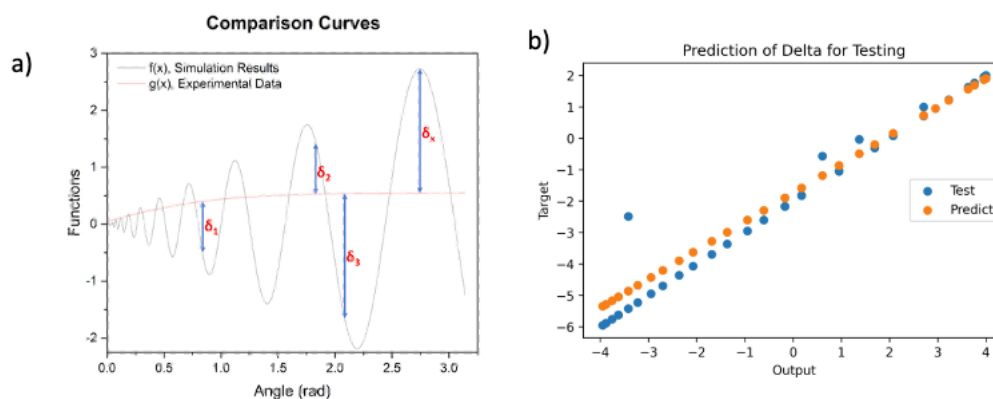 a)
Comparison Curves
f(x), Simulation Results
g(x), Experimental Data
3
2
1
0
-1
-2
Functions
δ1
δ2
δ3
δx
0.0 0.5 1.0 1.5 2.0 2.5 3.0
Angle (rad)
b)
Prediction of Delta for Testing
2
1
0
−1
−2
−3
−4
−5
−6
Target
Test
Predict
−4 −3 −2 −1 0 1 2 3 4
Output